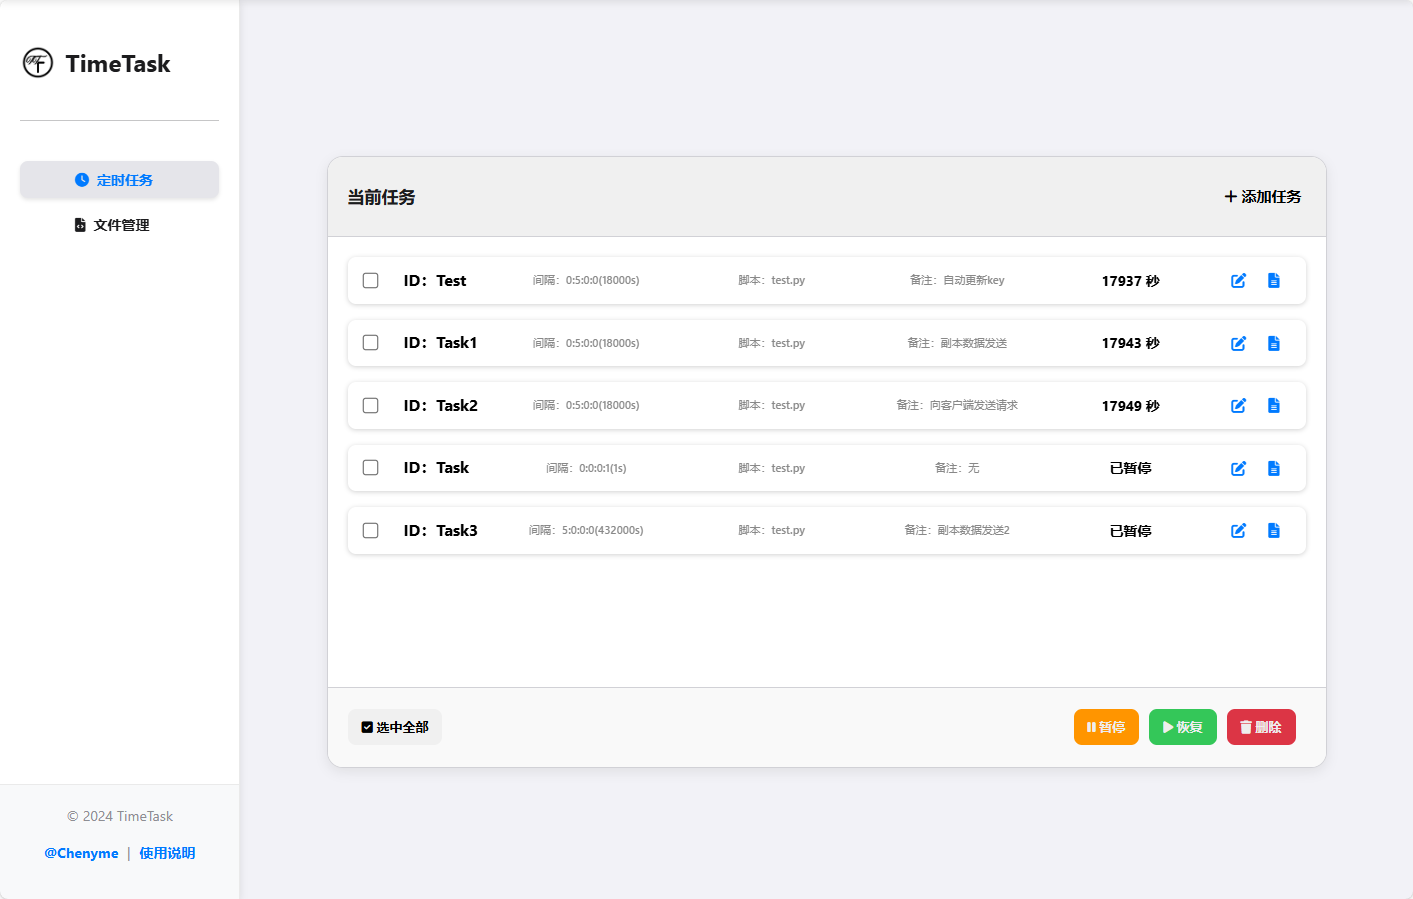 TimeTask
定时任务
文件管理
当前任务
添加任务
ID：Test 间隔：0:5:0:0(18000s) 脚本：test.py 备注：自动更新key 17937 秒
ID：Task1 间隔：0:5:0:0(18000s) 脚本：test.py 备注：副本数据发送 17943 秒
ID：Task2 间隔：0:5:0:0(18000s) 脚本：test.py 备注：向客户端发送请求 17949 秒
ID：Task 间隔：0:0:0:1(1s) 脚本：test.py 备注：无 已暂停
ID：Task3 间隔：5:0:0:0(432000s) 脚本：test.py 备注：副本数据发送2 已暂停
选中全部 暂停 恢复 删除
© 2024 TimeTask
@Chenyme | 使用说明